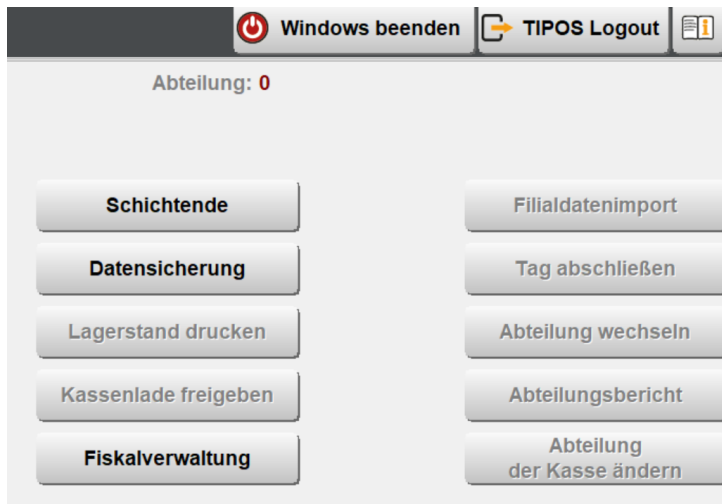 Windows beenden
TIPOS Logout
Abteilung: 0
Schichtende
Filialdatenimport
Datensicherung
Tag abschließen
Lagerstand drucken
Abteilung wechseln
Kassenlade freigeben
Abteilungsbericht
Fiskalverwaltung
Abteilung
der Kasse ändern